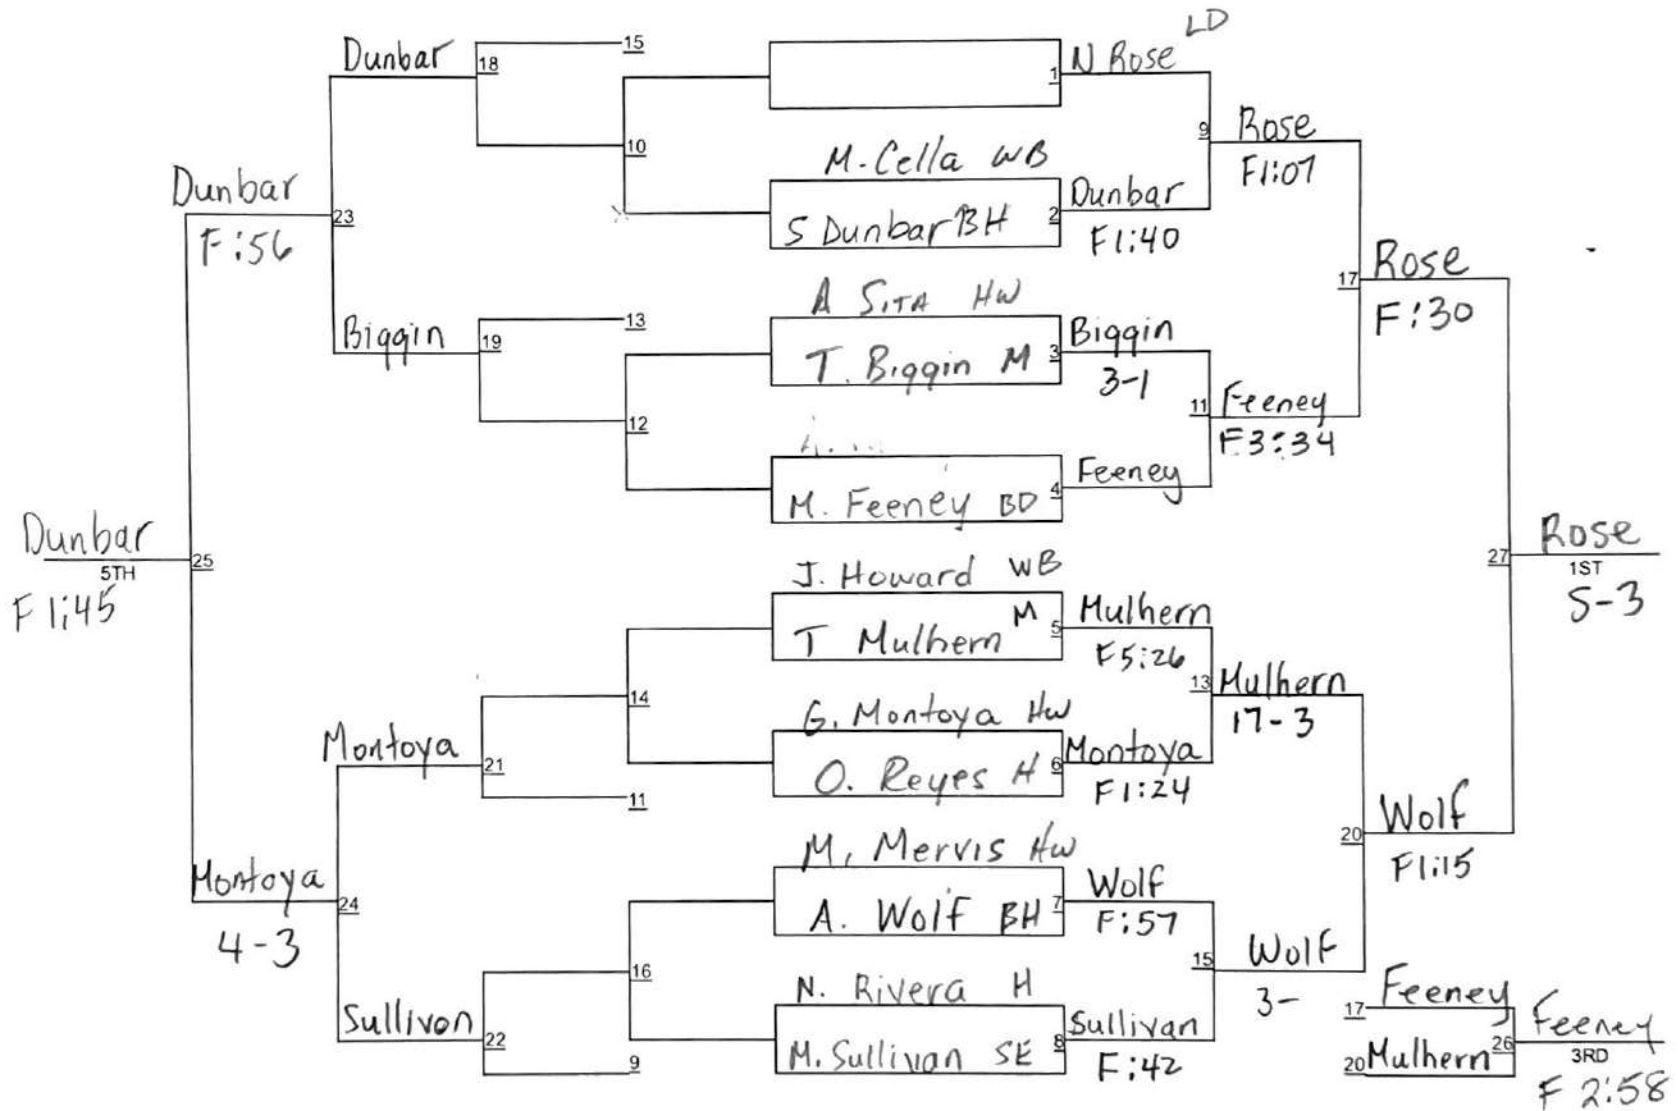 LD
Dunbar 18 15 1 N Rose
10 9 Rose
F1:07
M. Cella WB
Dunbar 23
F:56
S Dunbar BH 2 Dunbar
F1:40
17 Rose
F:30
A Sita HW
Biggin 19 13 T. Biggin M 3 Biggin
3-1
12 11 Feeney
F3:34
M. Feeney BD 4 Feeney
Dunbar 25
5TH
F 1:45
27 Rose
1ST
5-3
J. Howard WB
T Mulhern M 5 Mulhern
F5:26
14 13 Mulhern
17-3
G. Montoya HW
Montoya 21 11 O. Reyes H 6 Montoya
F1:24
20 Wolf
F1:15
M. Mervis HW
Montoya 24
4-3
A. Wolf BH 7 Wolf
F:57
16 15 Wolf
3-
N. Rivera H
Sullivan 22 9 M. Sullivan SE 8 Sullivan
F:42
17 Feeney
20 Mulhern 26 Feeney
3RD
F 2:58